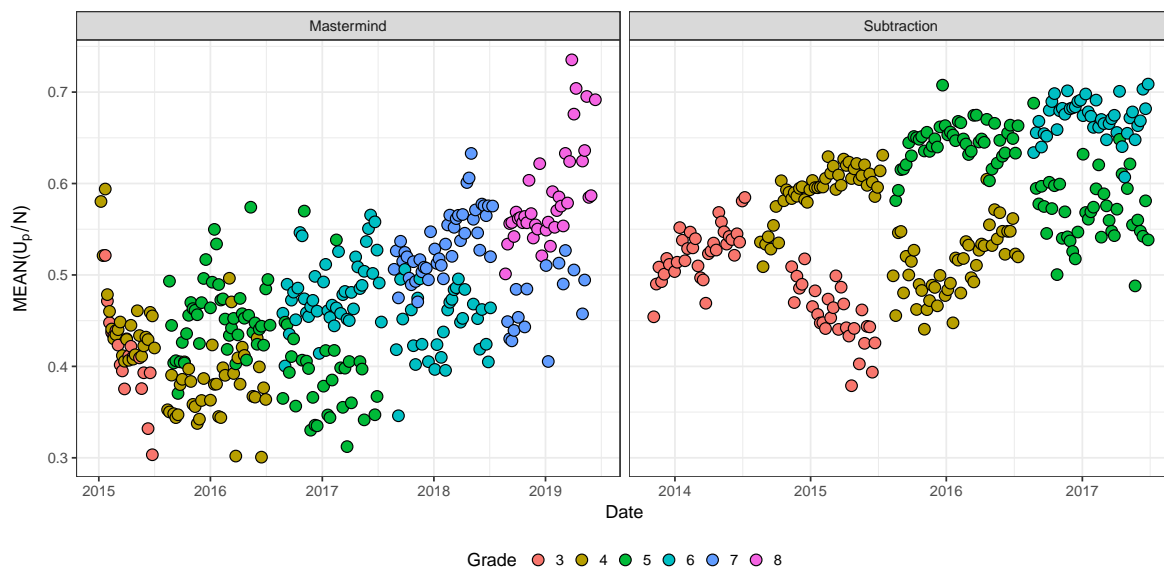 Mastermind
Subtraction
MEAN(Uₚ/N)
0.7
0.6
0.5
0.4
0.3
2015 2016 2017 2018 2019
2014 2015 2016 2017
Date
Grade 3 4 5 6 7 8